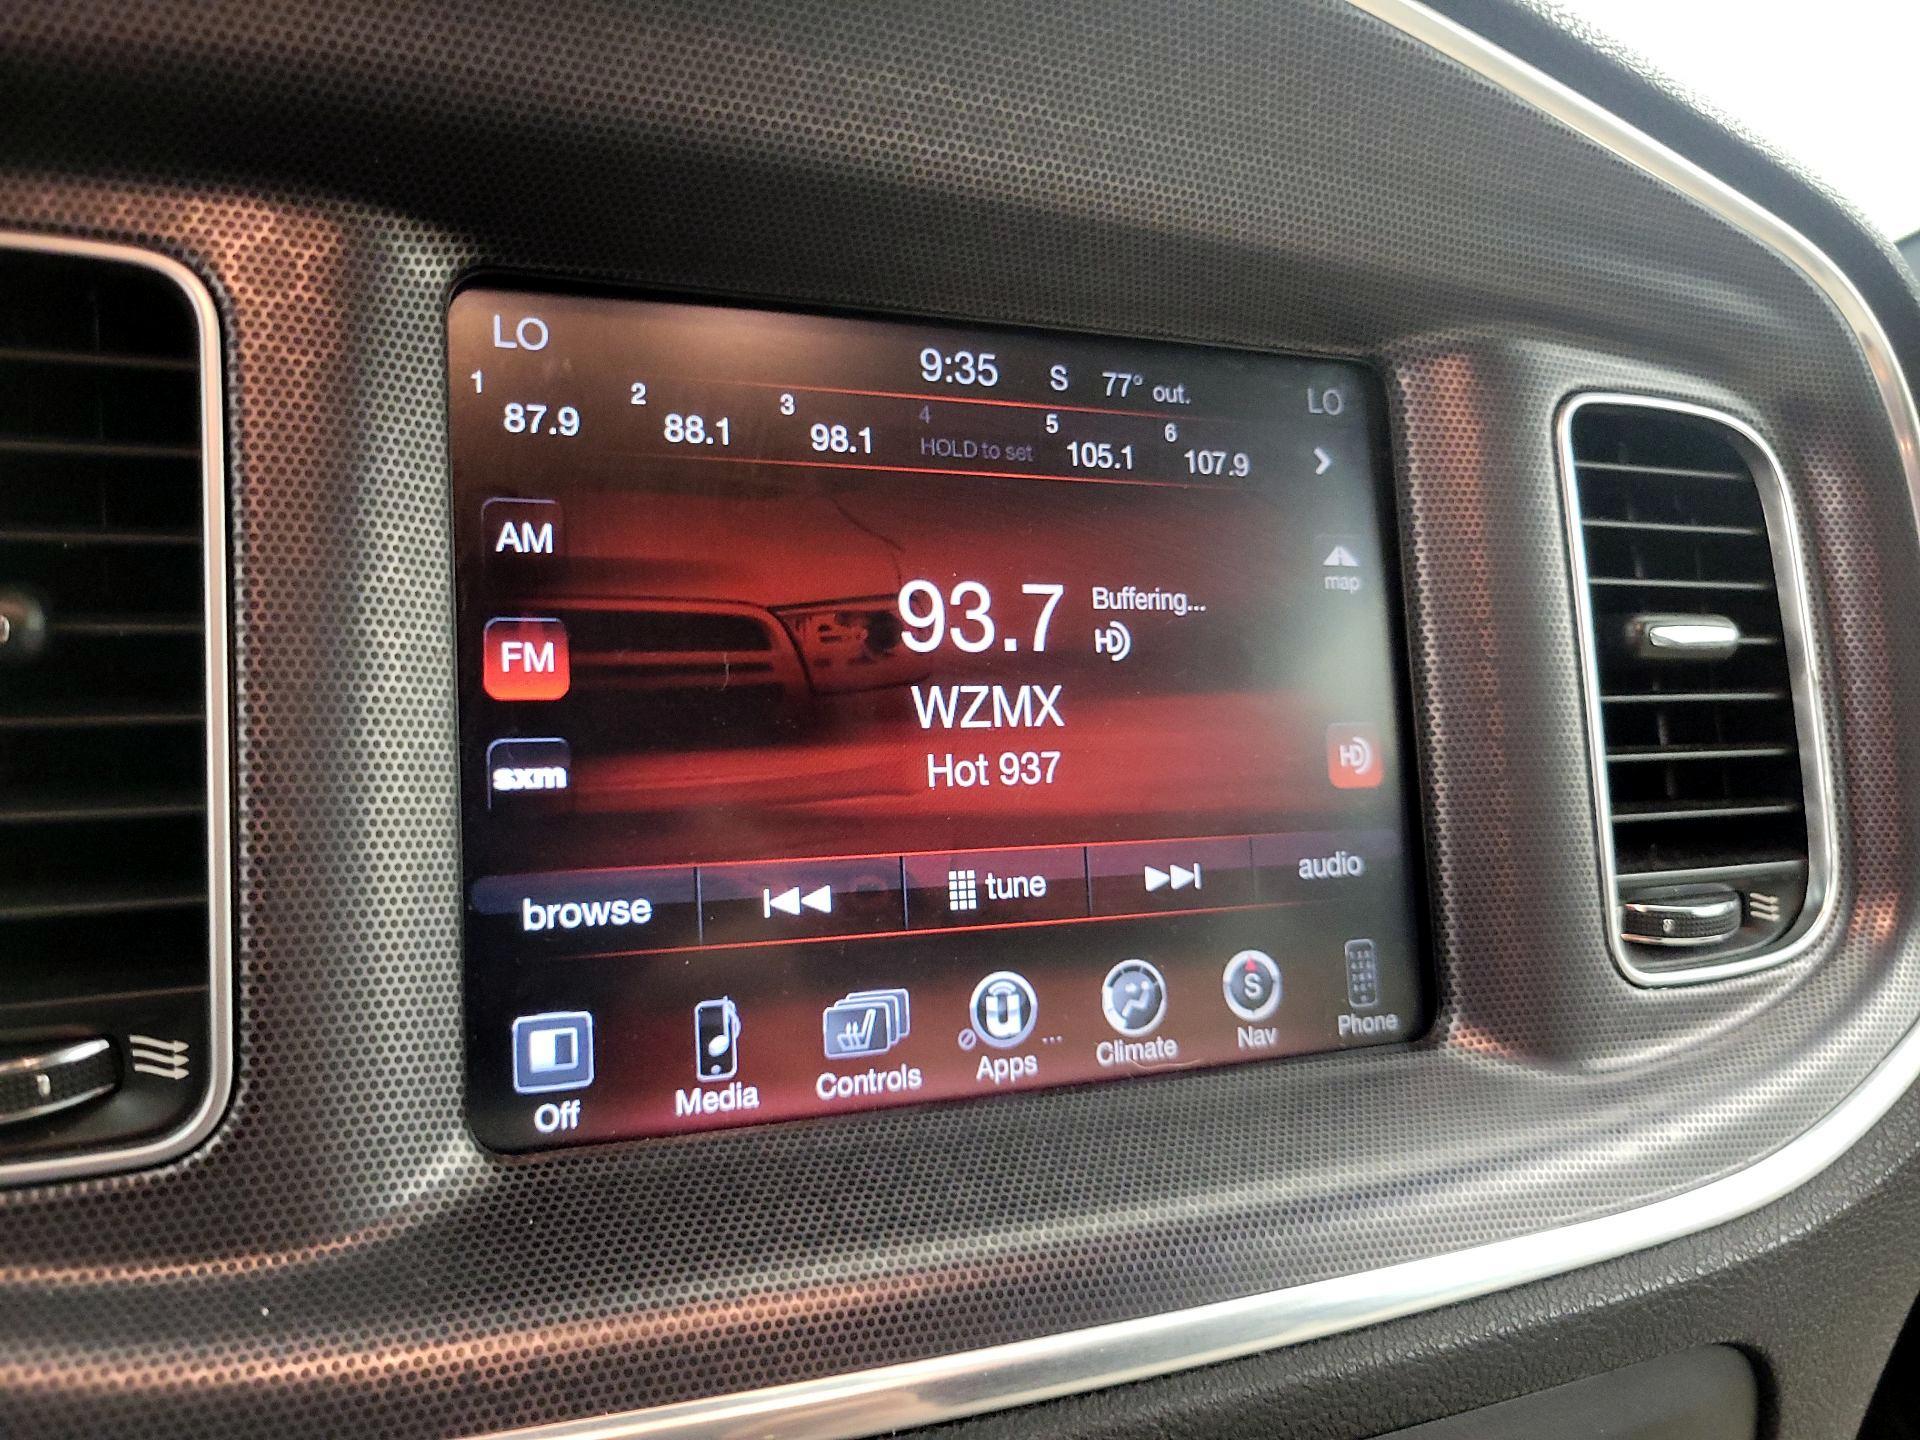 LO
9:35 S 77° out.
LO
1 87.9
2 88.1
3 98.1
4 HOLD to set
5 105.1
6 107.9
AM
FM
sxm
93.7 Buffering...
HD
WZMX
Hot 937
map
HD
browse
tune
audio
Off
Media
Controls
U
Apps ...
Climate
S
Nav
Phone